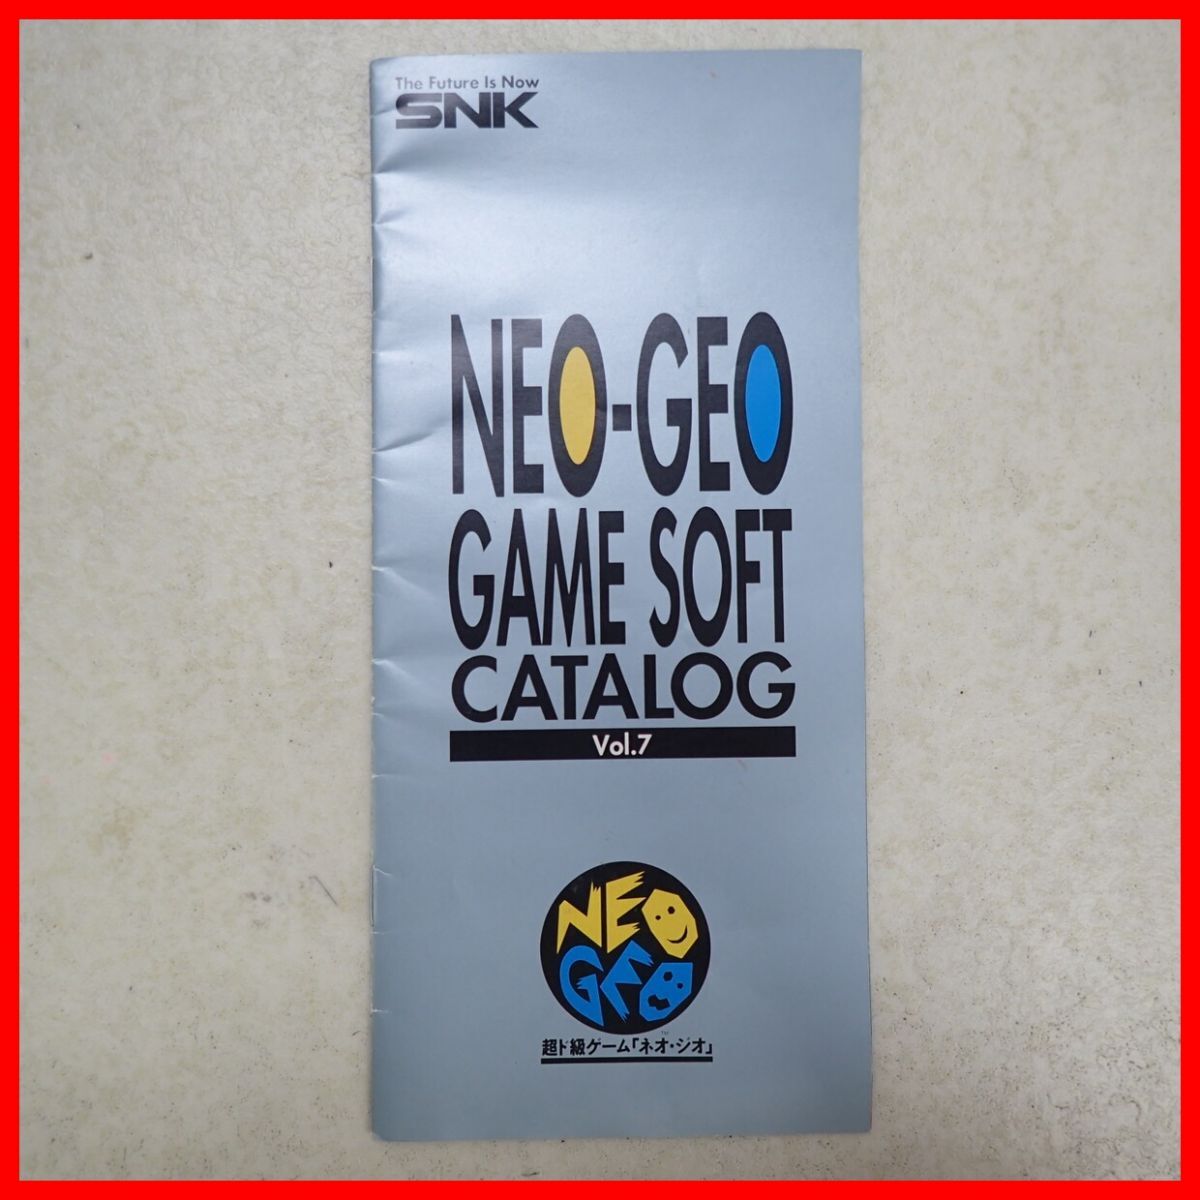 The Future Is Now
SNK
NEO-GEO
GAME SOFT
CATALOG
Vol.7
NEO
GEO
TM
超ド級ゲーム「ネオ・ジオ」